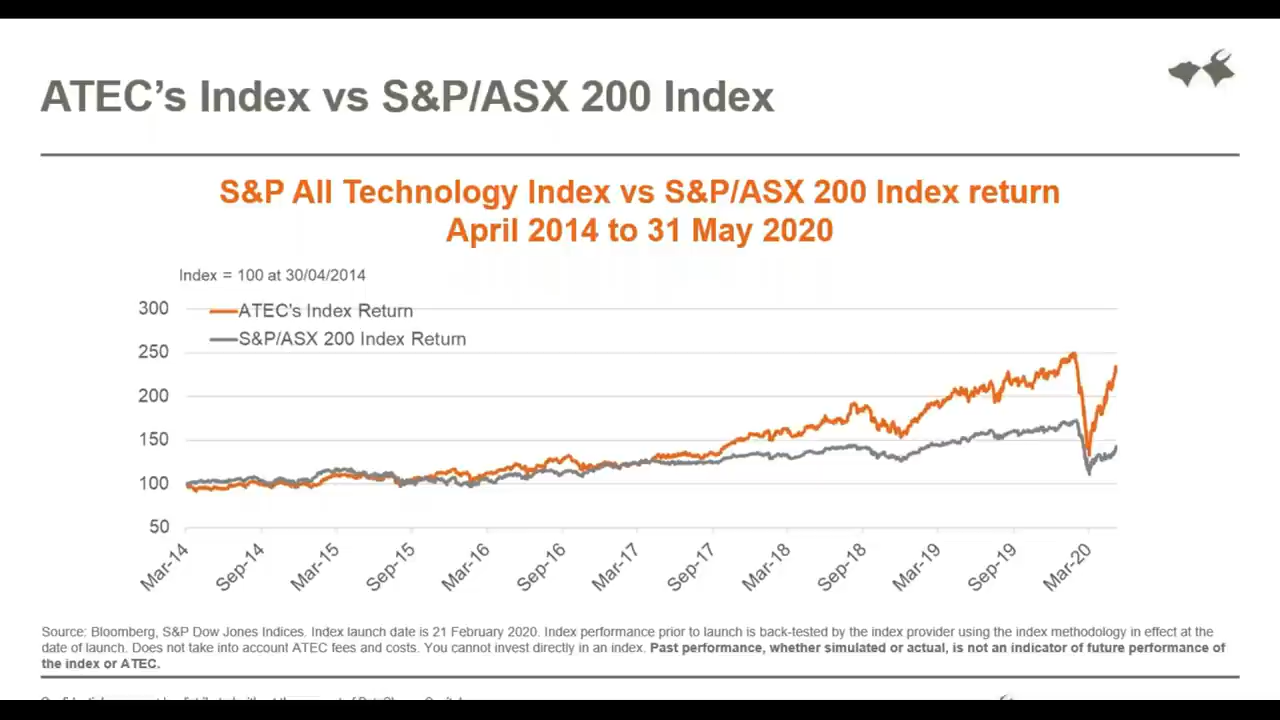 ATEC's Index vs S&P/ASX 200 Index
S&P All Technology Index vs S&P/ASX 200 Index return
April 2014 to 31 May 2020
Index = 100 at 30/04/2014
300
250
200
150
100
50
ATEC's Index Return
S&P/ASX 200 Index Return
Mar-14
Sep-14
Mar-15
Sep-15
Mar-16
Sep-16
Mar-17
Sep-17
Mar-18
Sep-18
Mar-19
Sep-19
Mar-20
Source: Bloomberg, S&P Dow Jones Indices. Index launch date is 21 February 2020. Index performance prior to launch is back-tested by the index provider using the index methodology in effect at the
date of launch. Does not take into account ATEC fees and costs. You cannot invest directly in an index. Past performance, whether simulated or actual, is not an indicator of future performance of
the index or ATEC.